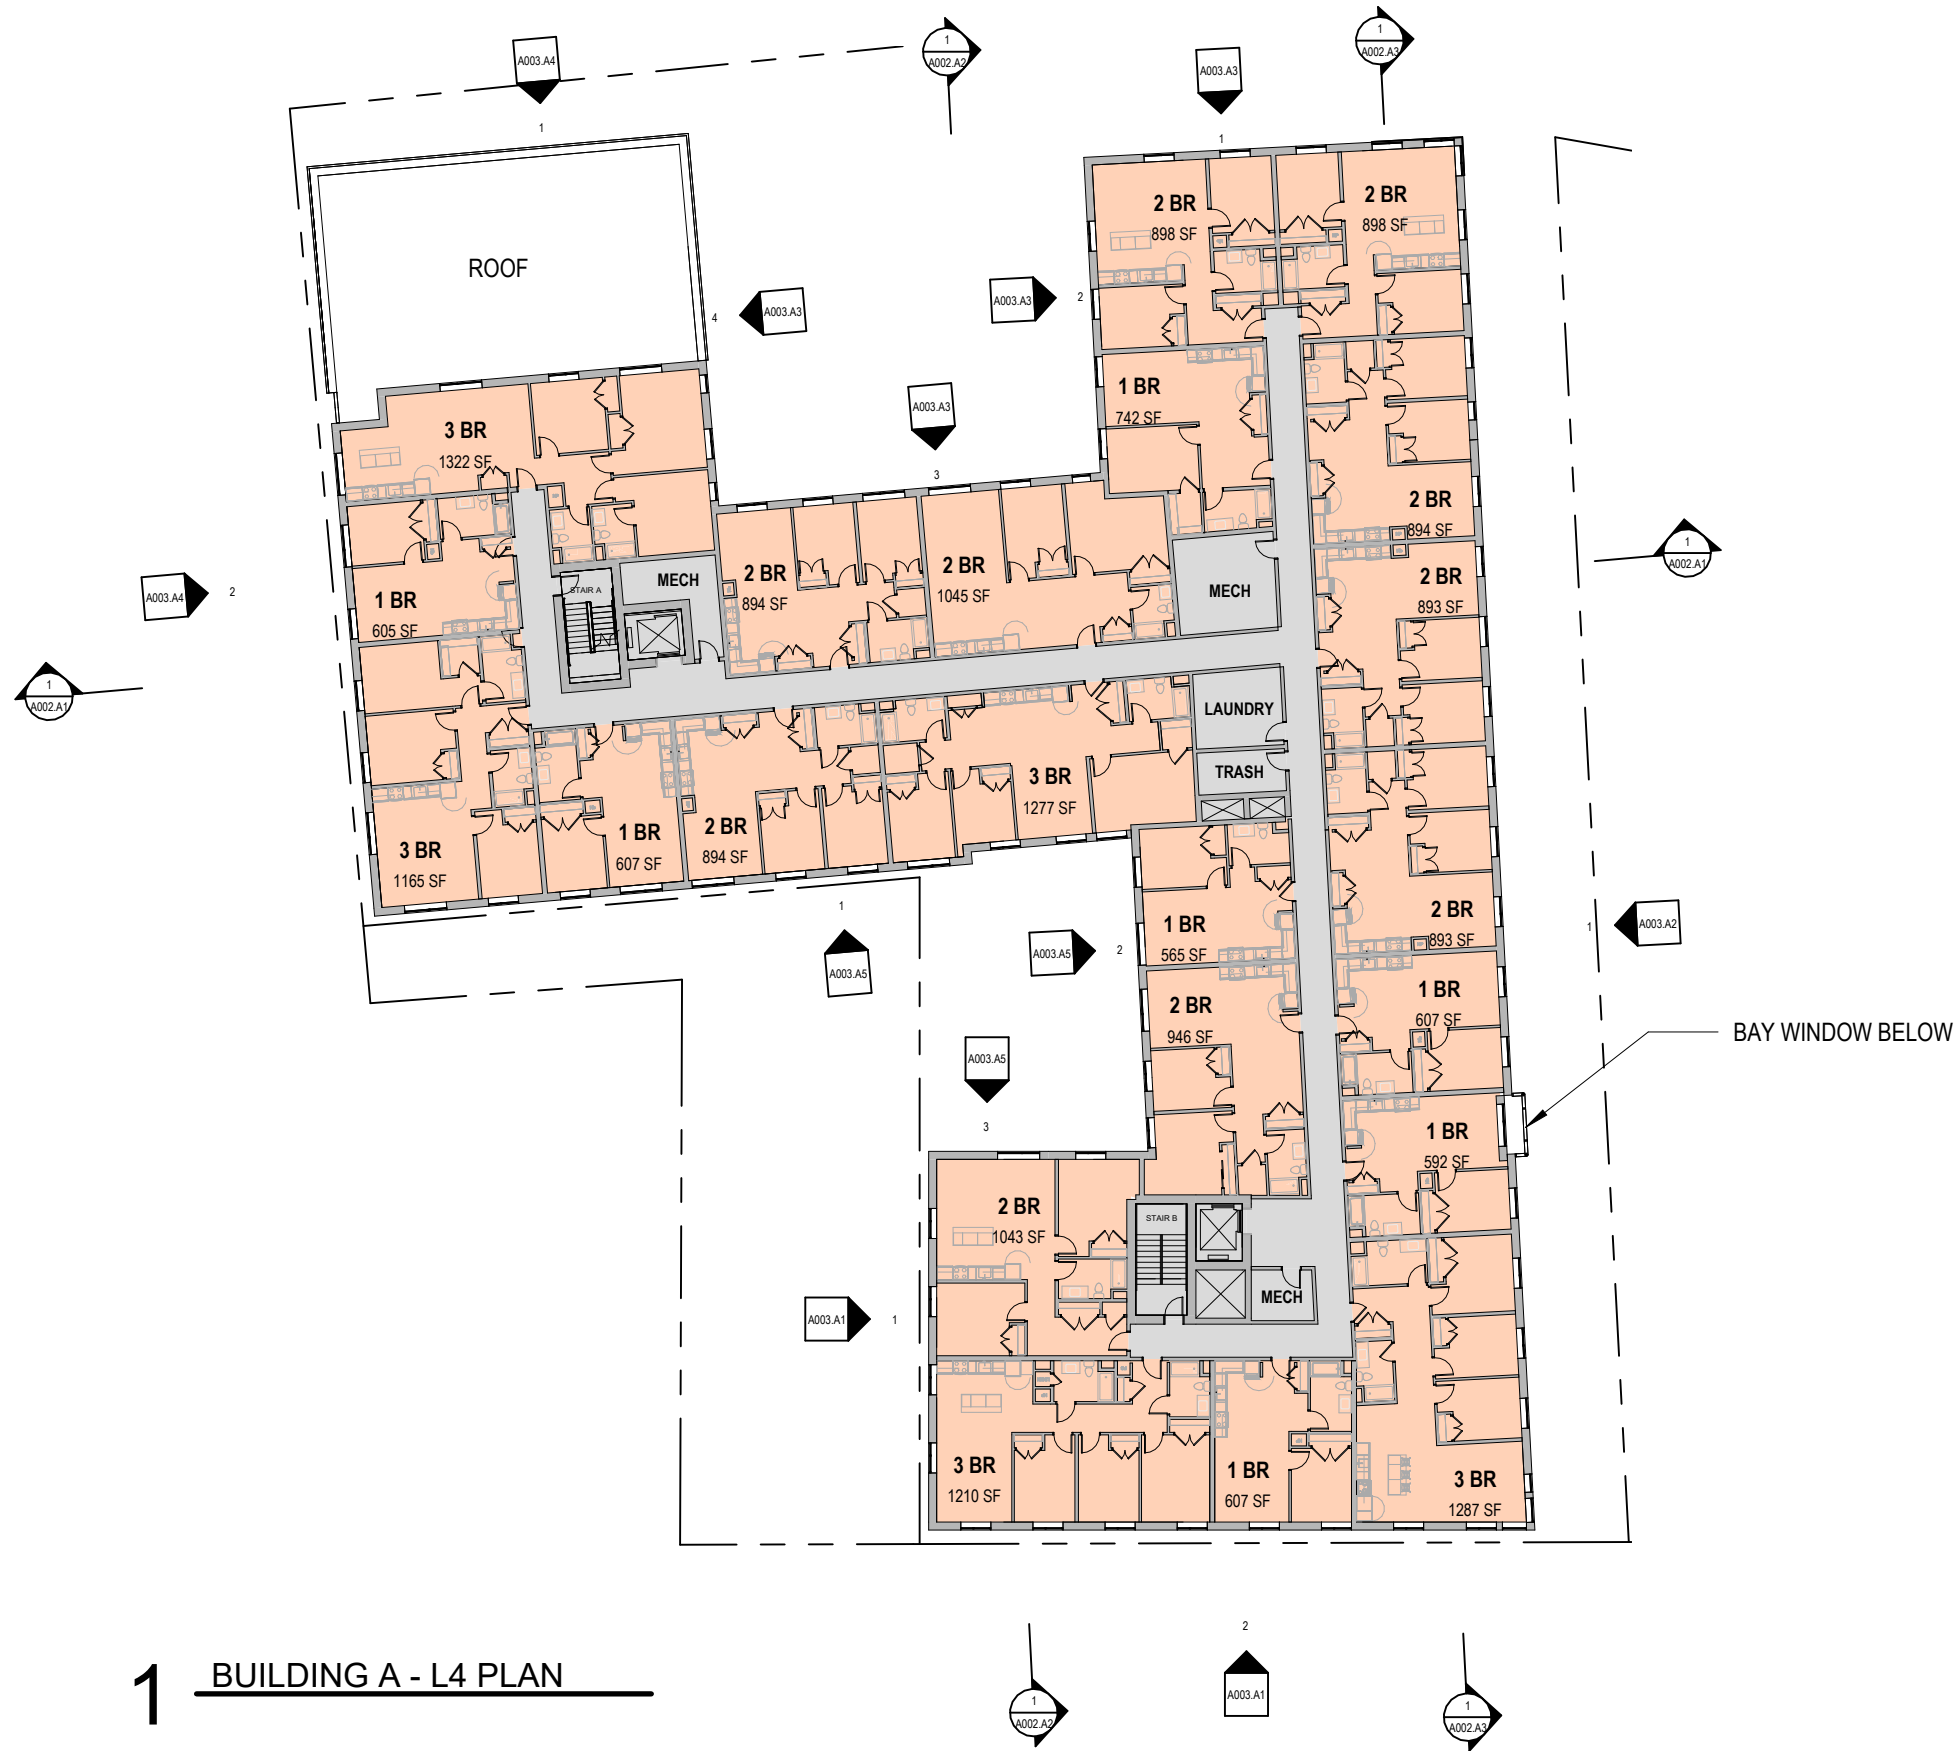 A003.A4
1
1
A002.A2
A003.A3
1
1
A002.A3
ROOF
4
A003.A3
A003.A3
2
2 BR
898 SF
2 BR
898 SF
1 BR
742 SF
A003.A3
3
3 BR
1322 SF
2 BR
894 SF
1
A002.A1
A003.A4
2
1 BR
605 SF
STAIR A
MECH
2 BR
894 SF
2 BR
1045 SF
MECH
2 BR
893 SF
1
A002.A1
LAUNDRY
TRASH
3 BR
1165 SF
1 BR
607 SF
2 BR
894 SF
3 BR
1277 SF
1
A003.A5
A003.A5
2
1 BR
565 SF
2 BR
893 SF
1
A003.A2
2 BR
946 SF
1 BR
607 SF
BAY WINDOW BELOW
A003.A5
3
1 BR
592 SF
2 BR
1043 SF
STAIR B
MECH
A003.A1
1
3 BR
1210 SF
1 BR
607 SF
3 BR
1287 SF
2
A003.A1
1
A002.A2
1
A002.A3
1 BUILDING A - L4 PLAN